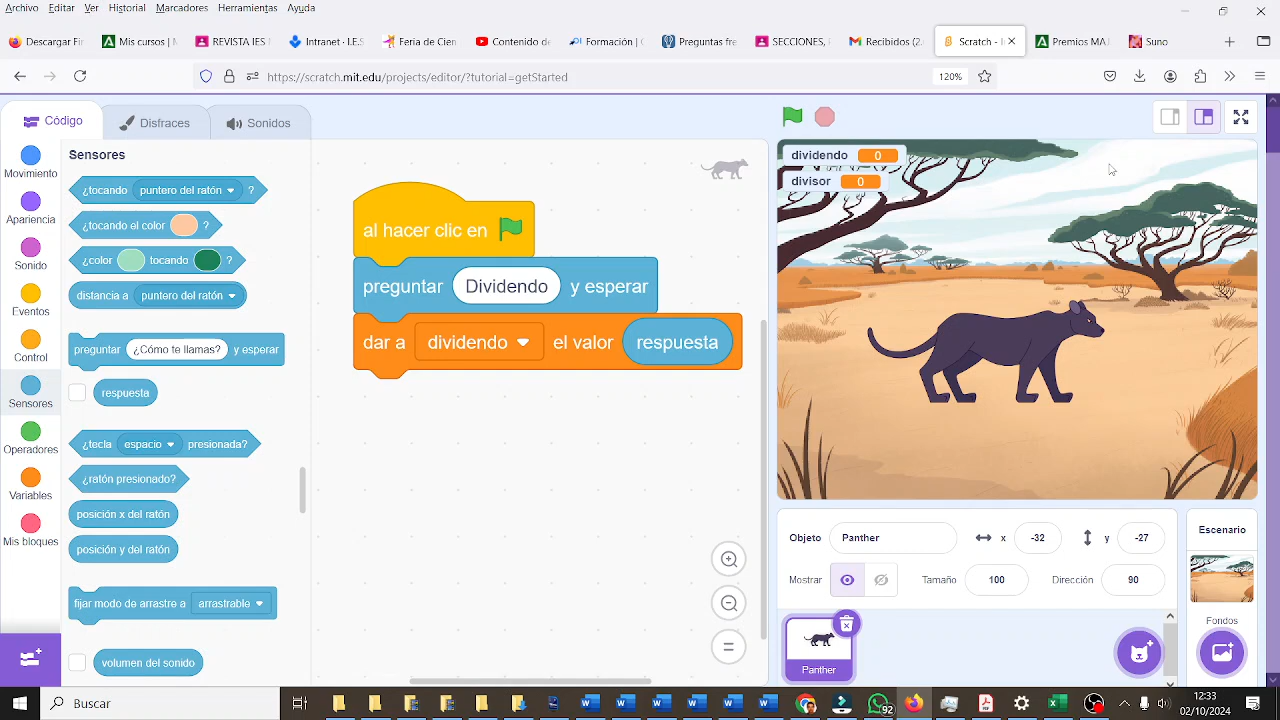 Archivo Editar Ver Historial Marcadores Herramientas Ayuda
Descargar Fir Mis cursos | N REVISTA IES Intranet - I.E.S. Feria de Cien Contenido de Formación | C Preguntas fre SECCIONES, Recibidos (2 Scratch - I Premios MA. Suno
https://scratch.mit.edu/projects/editor/?tutorial=getStarted 120%
Código Disfraces Sonidos
Movimiento
Apariencia
Sonido
Eventos
Control
Sensores
Operadores
Variables
Mis bloques
Sensores
¿tocando puntero del ratón ?
¿tocando el color ?
¿color tocando ?
distancia a puntero del ratón
preguntar ¿Cómo te llamas? y esperar
respuesta
¿tecla espacio presionada?
¿ratón presionado?
posición x del ratón
posición y del ratón
fijar modo de arrastre a arrastrable
volumen del sonido
al hacer clic en
preguntar Dividendo y esperar
dar a dividendo el valor respuesta
dividendo 0
divisor 0
Objeto Panther x -32 y -27
Mostrar Tamaño 100 Dirección 90
Panther
Escenario
Fondos
Buscar
92
12:33
02/10/2024